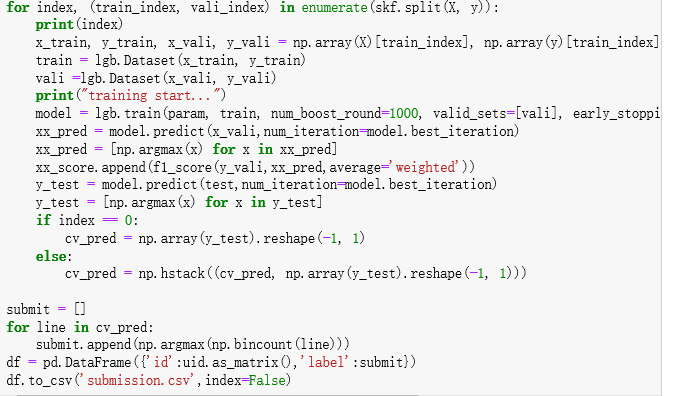 for index, (train_index, vali_index) in enumerate(skf.split(X, y)):
    print(index)
    x_train, y_train, x_vali, y_vali = np.array(X)[train_index], np.array(y)[train_index]
    train = lgb.Dataset(x_train, y_train)
    vali =lgb.Dataset(x_vali, y_vali)
    print("training start...")
    model = lgb.train(param, train, num_boost_round=1000, valid_sets=[vali], early_stoppi
    xx_pred = model.predict(x_vali,num_iteration=model.best_iteration)
    xx_pred = [np.argmax(x) for x in xx_pred]
    xx_score.append(f1_score(y_vali,xx_pred,average='weighted'))
    y_test = model.predict(test,num_iteration=model.best_iteration)
    y_test = [np.argmax(x) for x in y_test]
    if index == 0:
        cv_pred = np.array(y_test).reshape(-1, 1)
    else:
        cv_pred = np.hstack((cv_pred, np.array(y_test).reshape(-1, 1)))
submit = []
for line in cv_pred:
    submit.append(np.argmax(np.bincount(line)))
df = pd.DataFrame({'id':uid.as_matrix(),'label':submit})
df.to_csv('submission.csv',index=False)